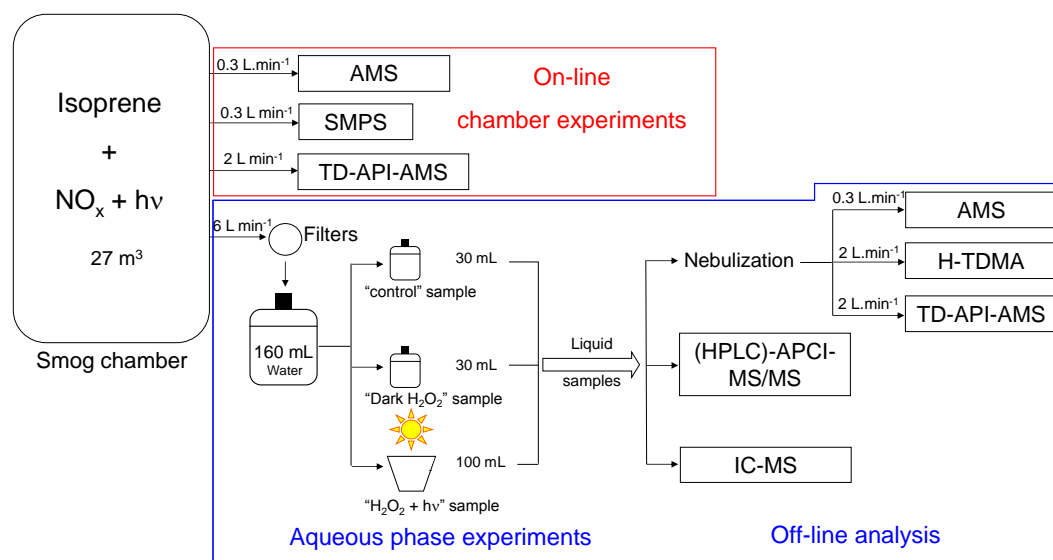 Isoprene
+
NOx + hν
27 m3
Smog chamber
0.3 L.min-1
AMS
0.3 L min-1
SMPS
2 L min-1
TD-API-AMS
On-line
chamber experiments
6 L min-1
Filters
160 mL
Water
30 mL
“control” sample
30 mL
“Dark H2O2” sample
100 mL
“H2O2 + hν” sample
Aqueous phase experiments
Liquid
samples
Nebulization
0.3 L.min-1
AMS
2 L.min-1
H-TDMA
2 L.min-1
TD-API-AMS
(HPLC)-APCI-
MS/MS
IC-MS
Off-line analysis